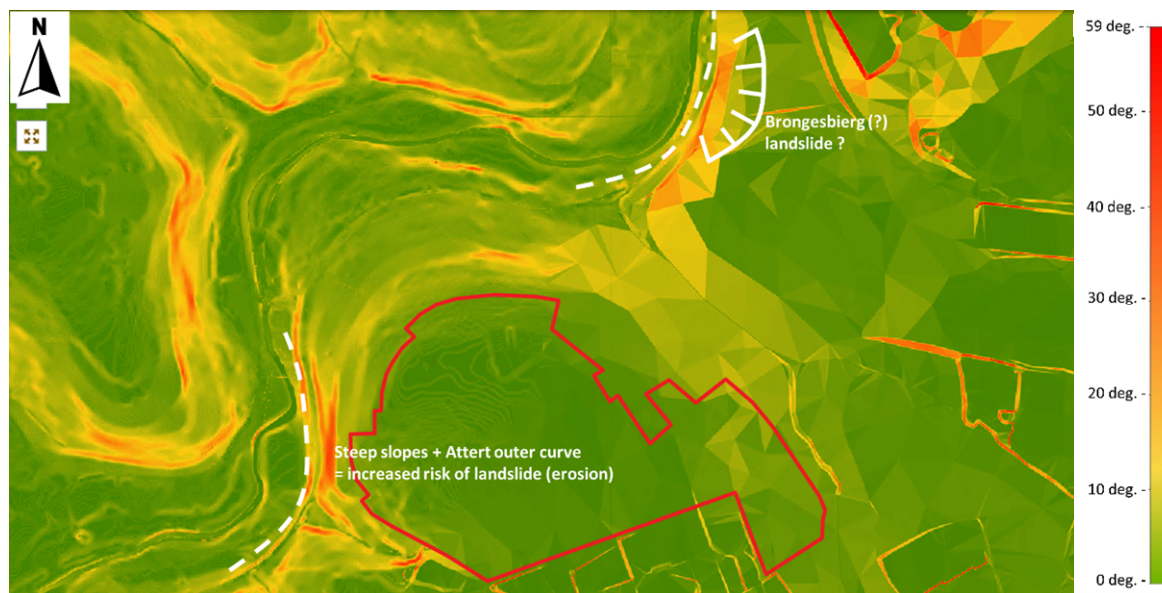 N
Brongesbierg (?)
landslide ?
Steep slopes + Attert outer curve
= increased risk of landslide (erosion)
59 deg.
50 deg.
40 deg.
30 deg.
20 deg.
10 deg.
0 deg.